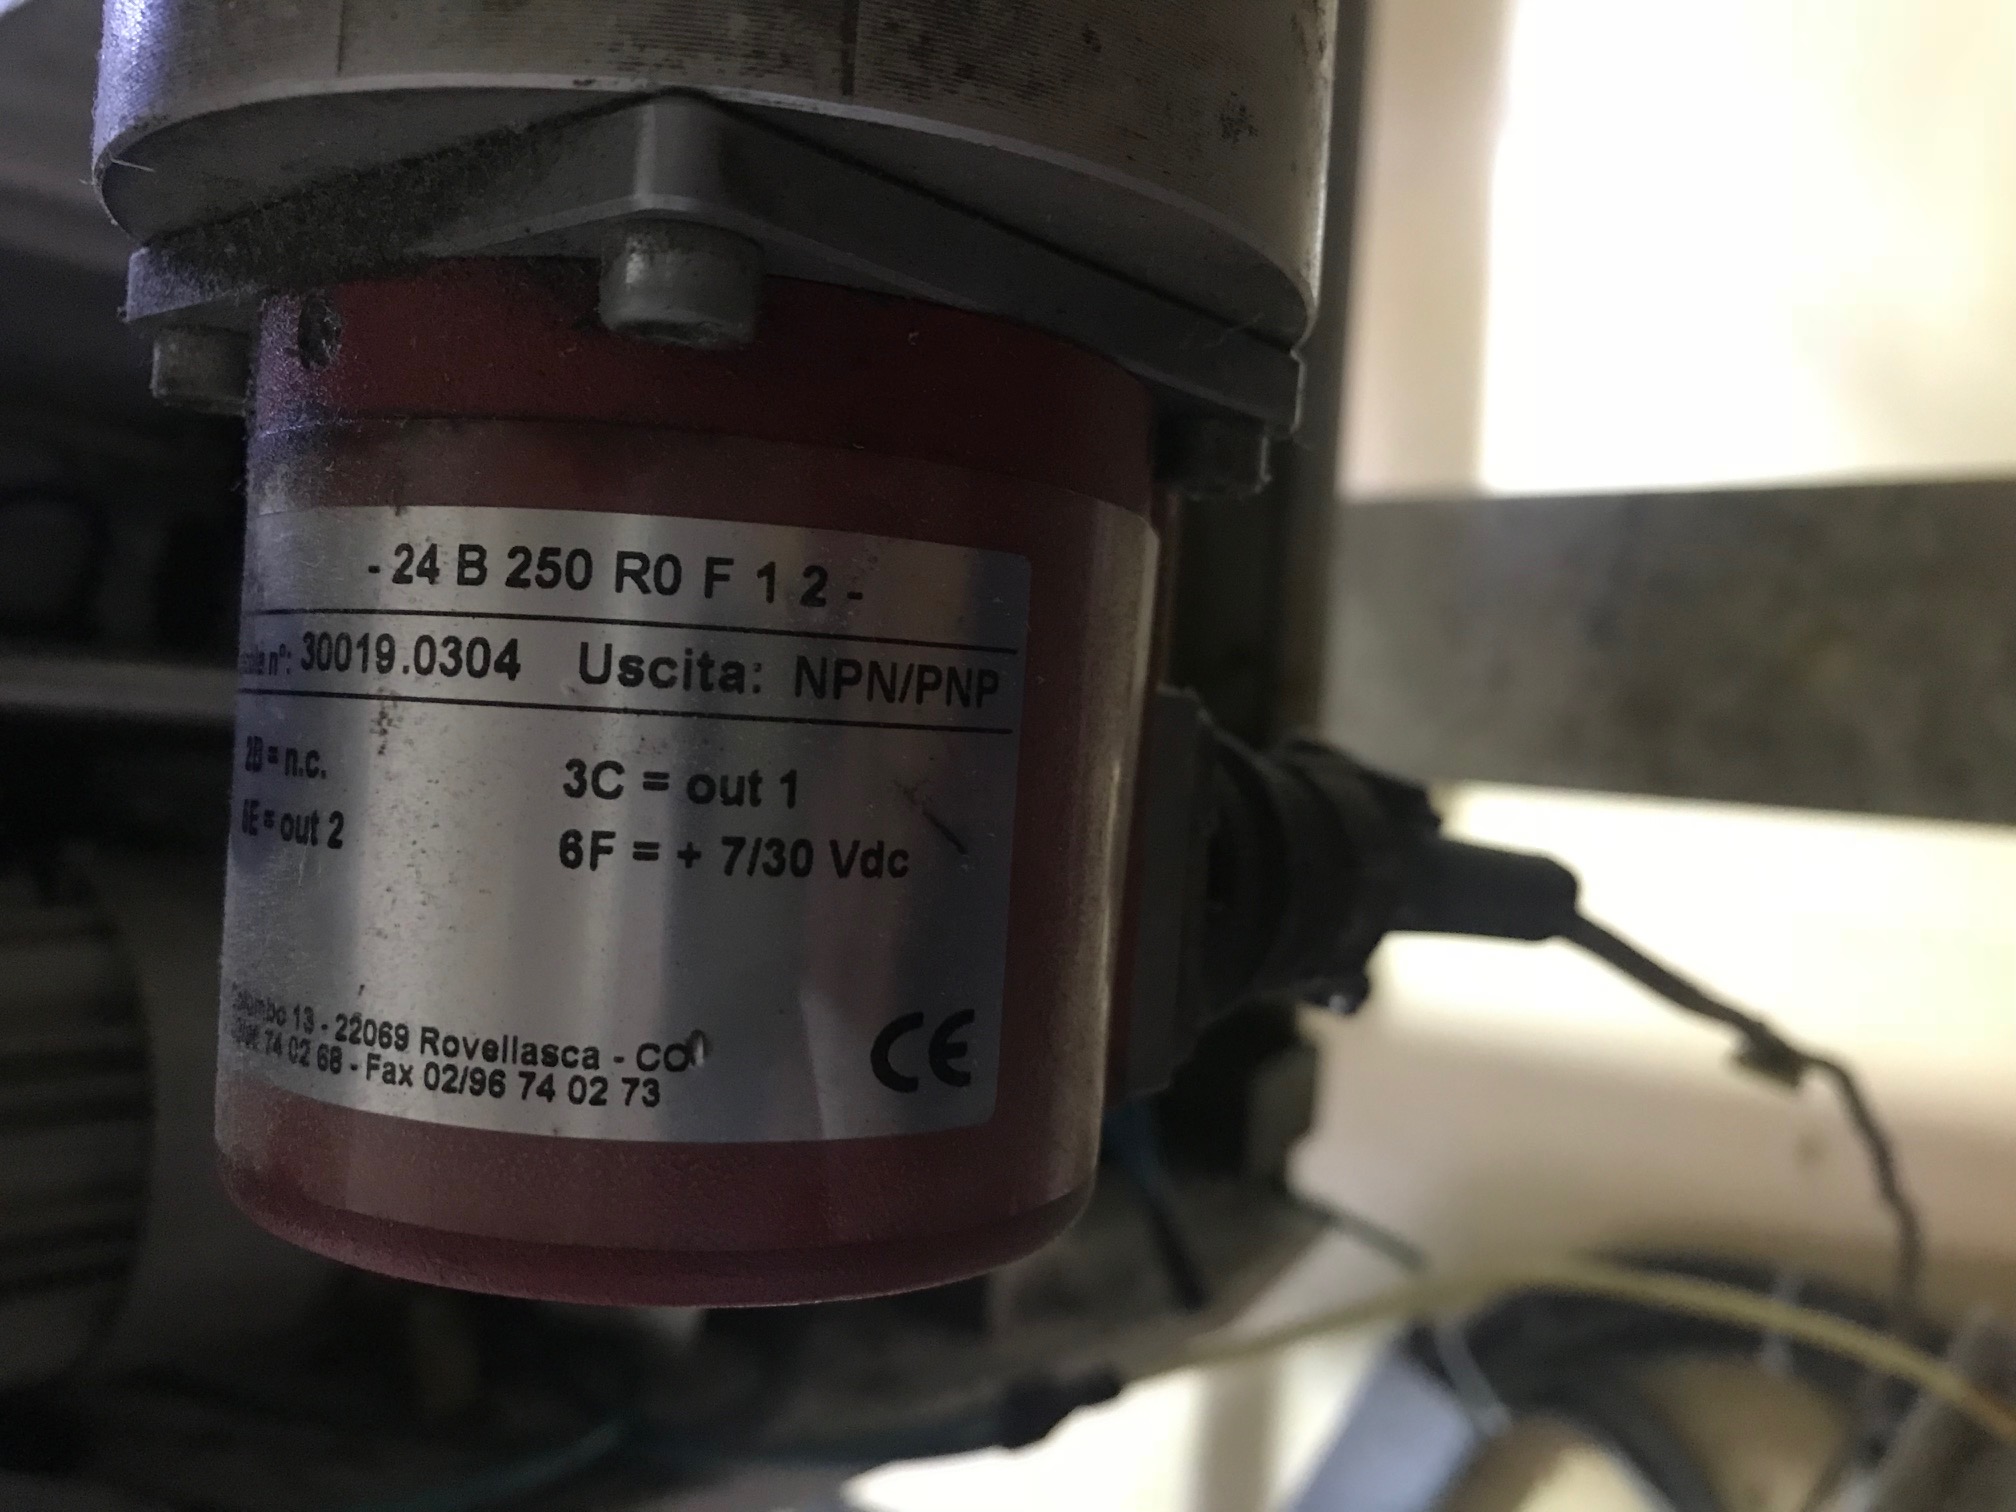 - 24 B 250 R0 F 1 2 -
n°: 30019.0304 Uscita: NPN/PNP
2B = n.c. 3C = out 1
= out 2 6F = + 7/30 Vdc
13 - 22069 Rovellasca - CO
74 02 68 - Fax 02/96 74 02 73
CE